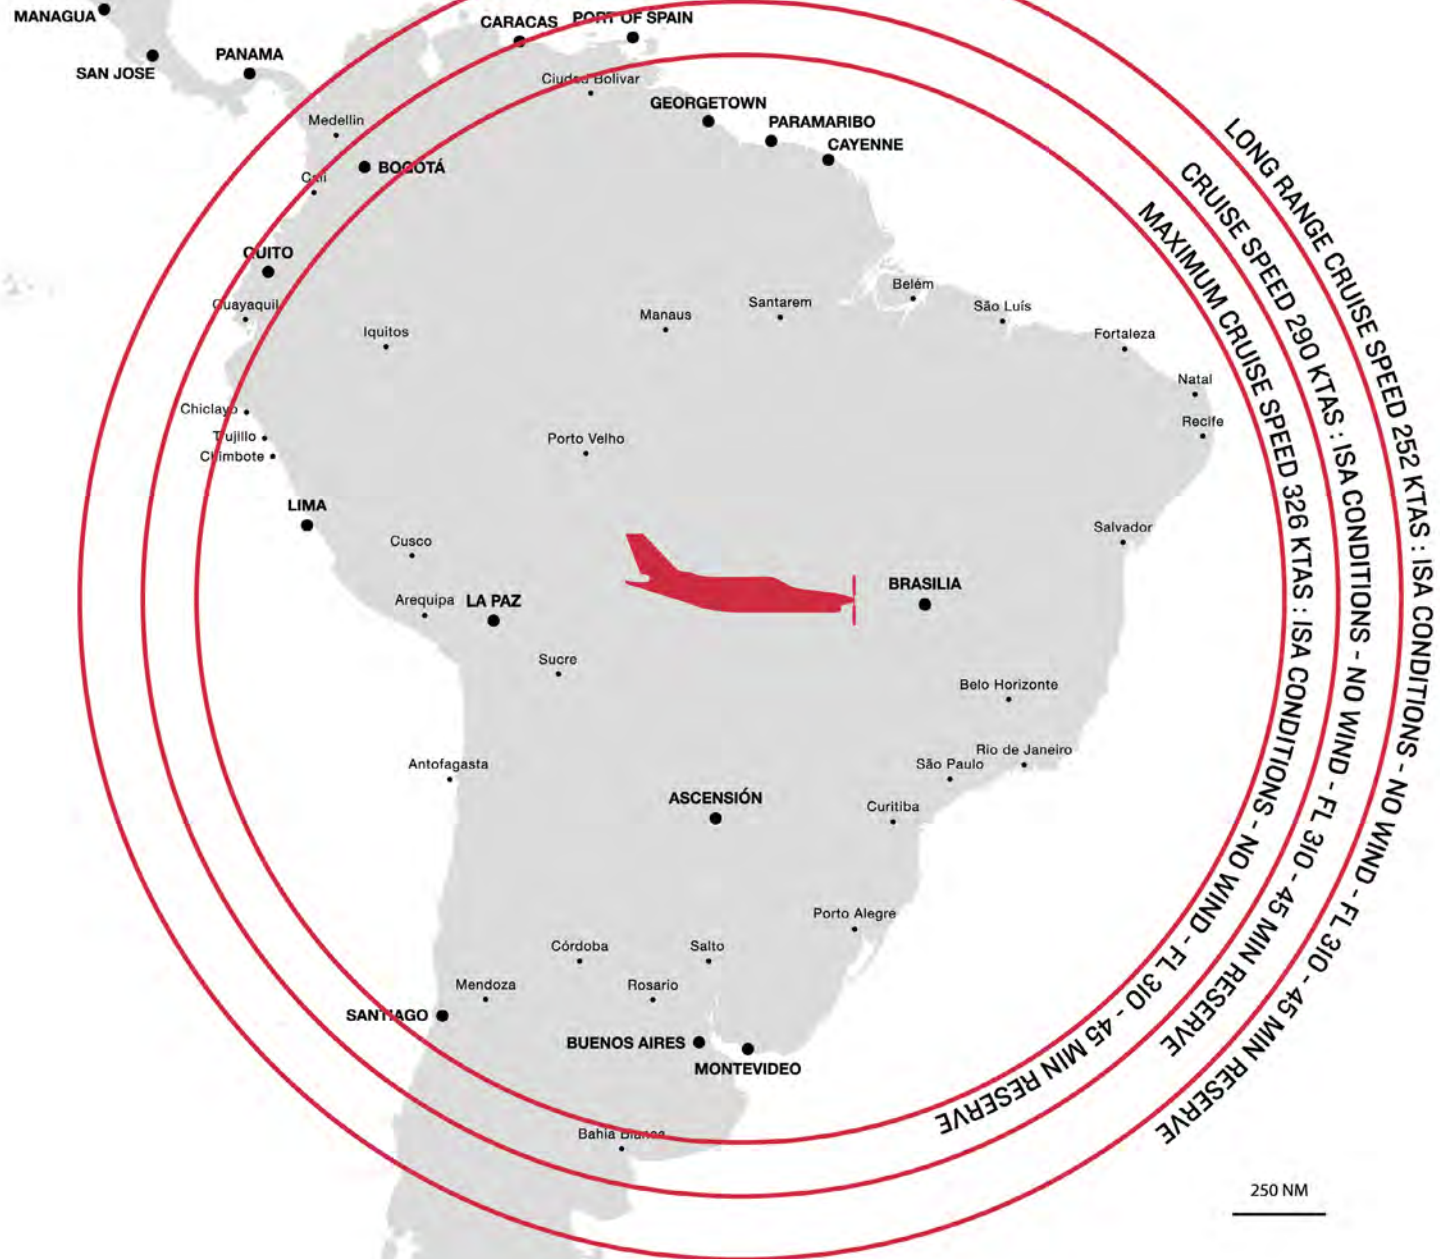 MANAGUA
SAN JOSE
PANAMA
CARACAS
PORT OF SPAIN
Ciudad Bolivar
GEORGETOWN
PARAMARIBO
CAYENNE
Medellin
BOGOTÁ
Cali
QUITO
Guayaquil
Iquitos
Manaus
Santarem
Belém
São Luís
Fortaleza
Natal
Recife
Chiclayo
Trujillo
Chimbote
Porto Velho
LIMA
Cusco
Salvador
Arequipa
LA PAZ
BRASILIA
Sucre
Belo Horizonte
Rio de Janeiro
São Paulo
Antofagasta
ASCENSIÓN
Curitiba
Porto Alegre
Córdoba
Salto
Mendoza
Rosario
SANTIAGO
BUENOS AIRES
MONTEVIDEO
Bahia Blanca
LONG RANGE CRUISE SPEED 252 KTAS : ISA CONDITIONS - NO WIND - FL 310 - 45 MIN RESERVE
CRUISE SPEED 290 KTAS : ISA CONDITIONS - NO WIND - FL 310 - 45 MIN RESERVE
MAXIMUM CRUISE SPEED 326 KTAS : ISA CONDITIONS - NO WIND - FL 310 - 45 MIN RESERVE
250 NM